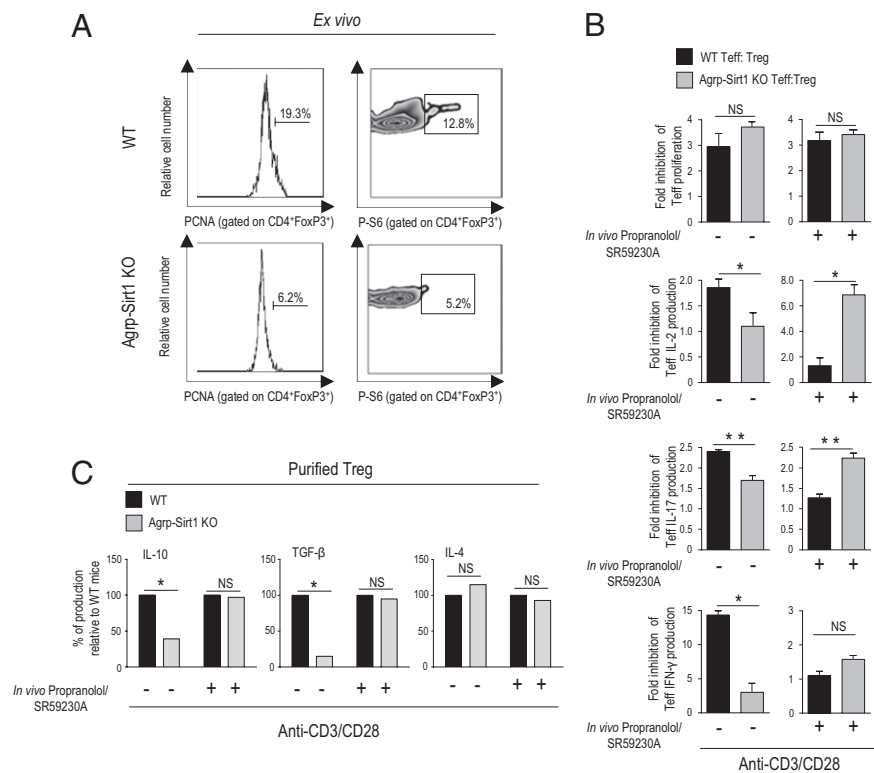 A
Ex vivo
WT
Relative cell number
19.3%
12.8%
PCNA (gated on CD4⁺FoxP3⁺)
P-S6 (gated on CD4⁺FoxP3⁺)
Agrp-Sirt1 KO
Relative cell number
6.2%
5.2%
PCNA (gated on CD4⁺FoxP3⁺)
P-S6 (gated on CD4⁺FoxP3⁺)
B
WT Teff: Treg
Agrp-Sirt1 KO Teff:Treg
Fold inhibition of
Teff proliferation
4
3
2
1
0
NS
4
3
2
1
0
NS
In vivo Propranolol/
SR59230A
- - + +
Fold inhibition of
Teff IL-2 production
2.0
1.5
1.0
0.5
0
*
8.0
6.0
4.0
2.0
0
*
In vivo Propranolol/
SR59230A
- - + +
Fold inhibition of
Teff IL-17 production
2.5
2.0
1.5
1.0
0.5
0
* *
2.5
2.0
1.5
1.0
0.5
0
* *
In vivo Propranolol/
SR59230A
- - + +
Fold inhibition of
Teff IFN-γ production
15
10
5
0
*
3
2
1
0
NS
In vivo Propranolol/
SR59230A
- - + +
Anti-CD3/CD28
C
Purified Treg
WT
Agrp-Sirt1 KO
% of production
relative to WT mice
IL-10
150
100
50
0
*
NS
TGF-β
150
100
50
0
*
NS
IL-4
150
100
50
0
NS
NS
In vivo Propranolol/
SR59230A
- - + + - - + + - - + +
Anti-CD3/CD28